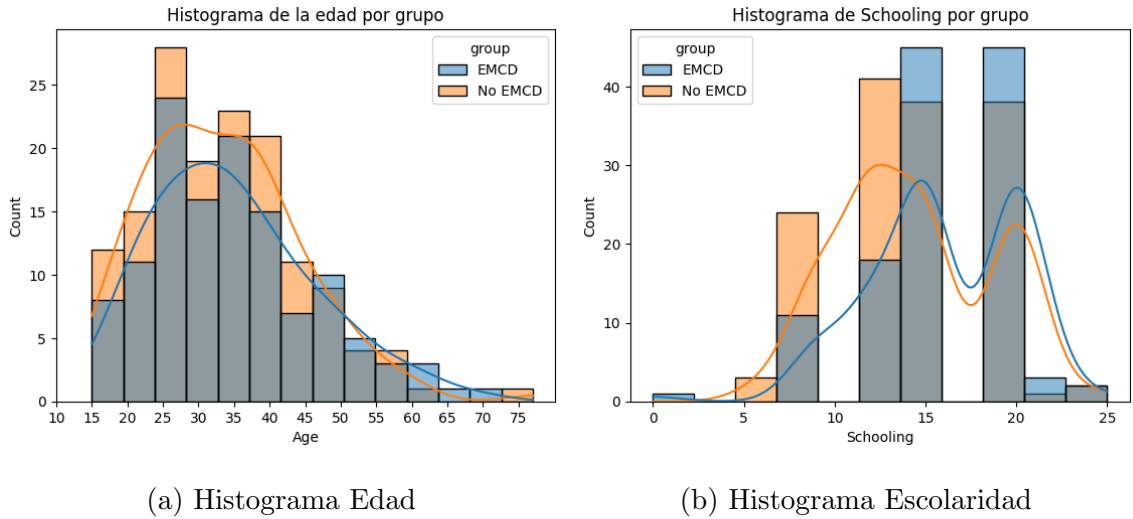 Histograma de la edad por grupo
group
EMCD
No EMCD
Count
25
20
15
10
5
0
10 15 20 25 30 35 40 45 50 55 60 65 70 75
Age
(a) Histograma Edad
Histograma de Schooling por grupo
group
EMCD
No EMCD
Count
40
30
20
10
0
0 5 10 15 20 25
Schooling
(b) Histograma Escolaridad